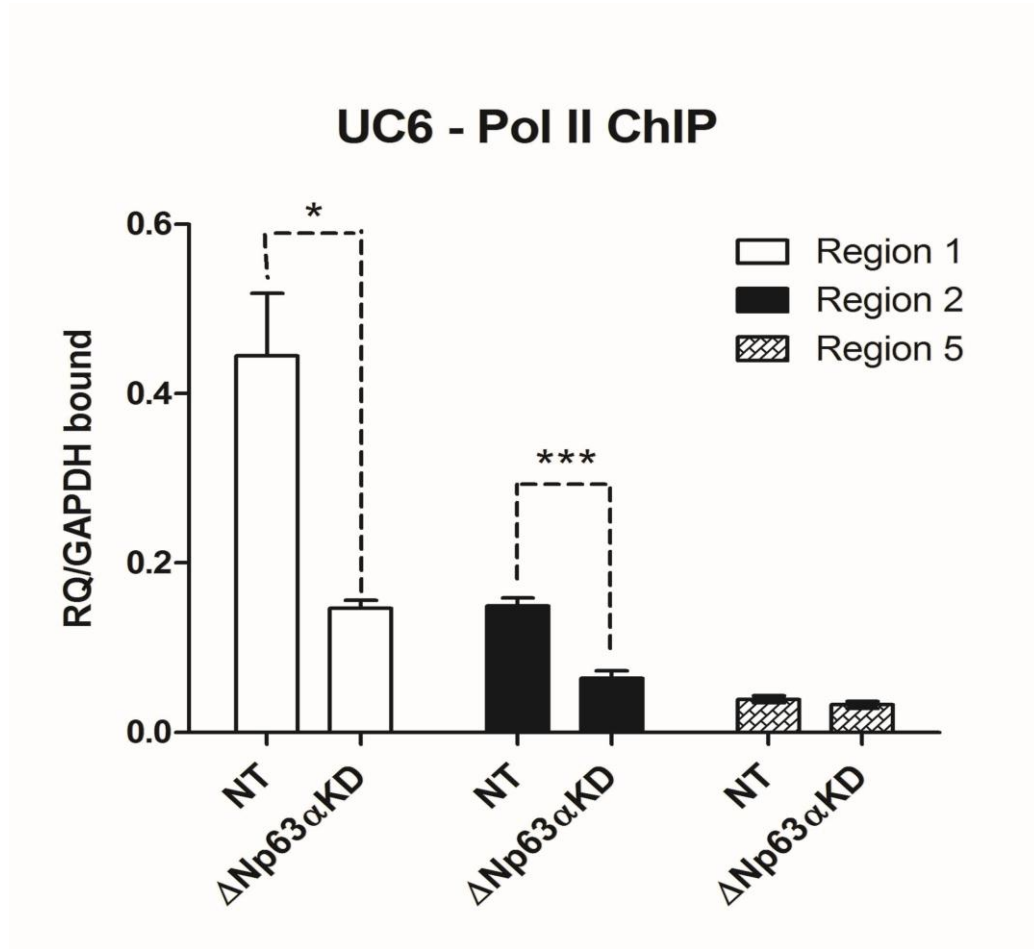 UC6 - Pol II ChIP
*
0.6
Region 1
Region 2
Region 5
0.4
***
0.2
0.0
RQ/GAPDH bound
NT
ΔNp63αKD
NT
ΔNp63αKD
NT
ΔNp63αKD